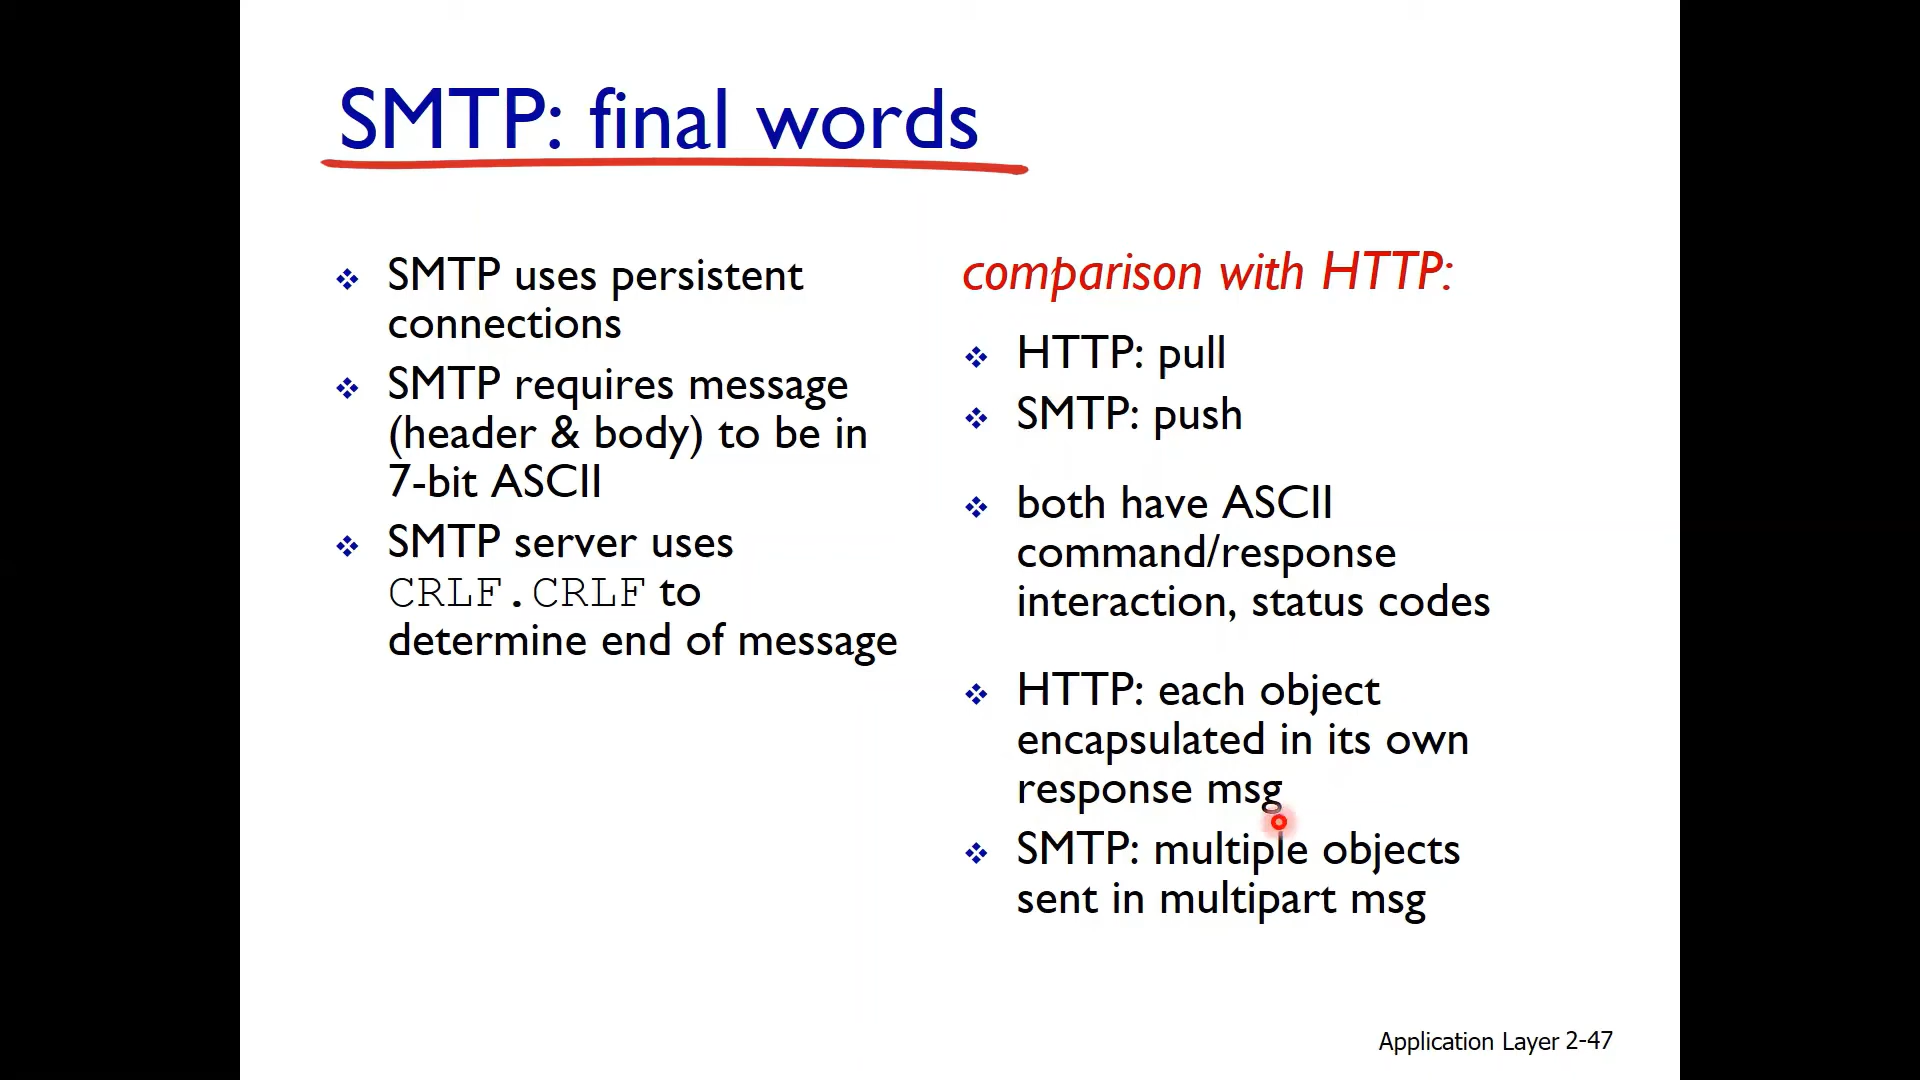 SMTP: final words
SMTP uses persistent
connections
SMTP requires message
(header & body) to be in
7-bit ASCII
SMTP server uses
CRLF.CRLF to
determine end of message
comparison with HTTP:
HTTP: pull
SMTP: push
both have ASCII
command/response
interaction, status codes
HTTP: each object
encapsulated in its own
response msg
SMTP: multiple objects
sent in multipart msg
Application Layer 2-47